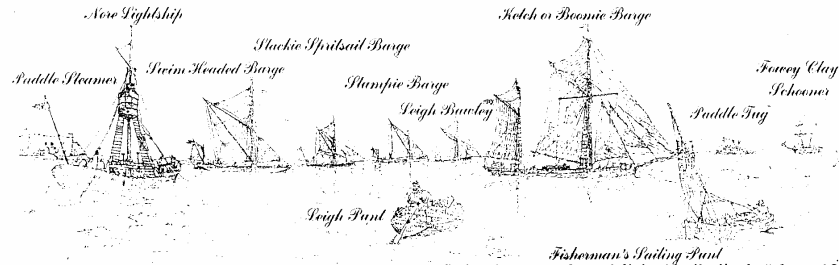 Nore Lightship
Ketch or Boomie Barge
Stackie Spritsail Barge
Paddle Steamer
Swim Headed Barge
Stumpie Barge
Leigh Bawley
Fowey Clay
Schooner
Paddle Tug
Leigh Punt
Fisherman's Sailing Punt